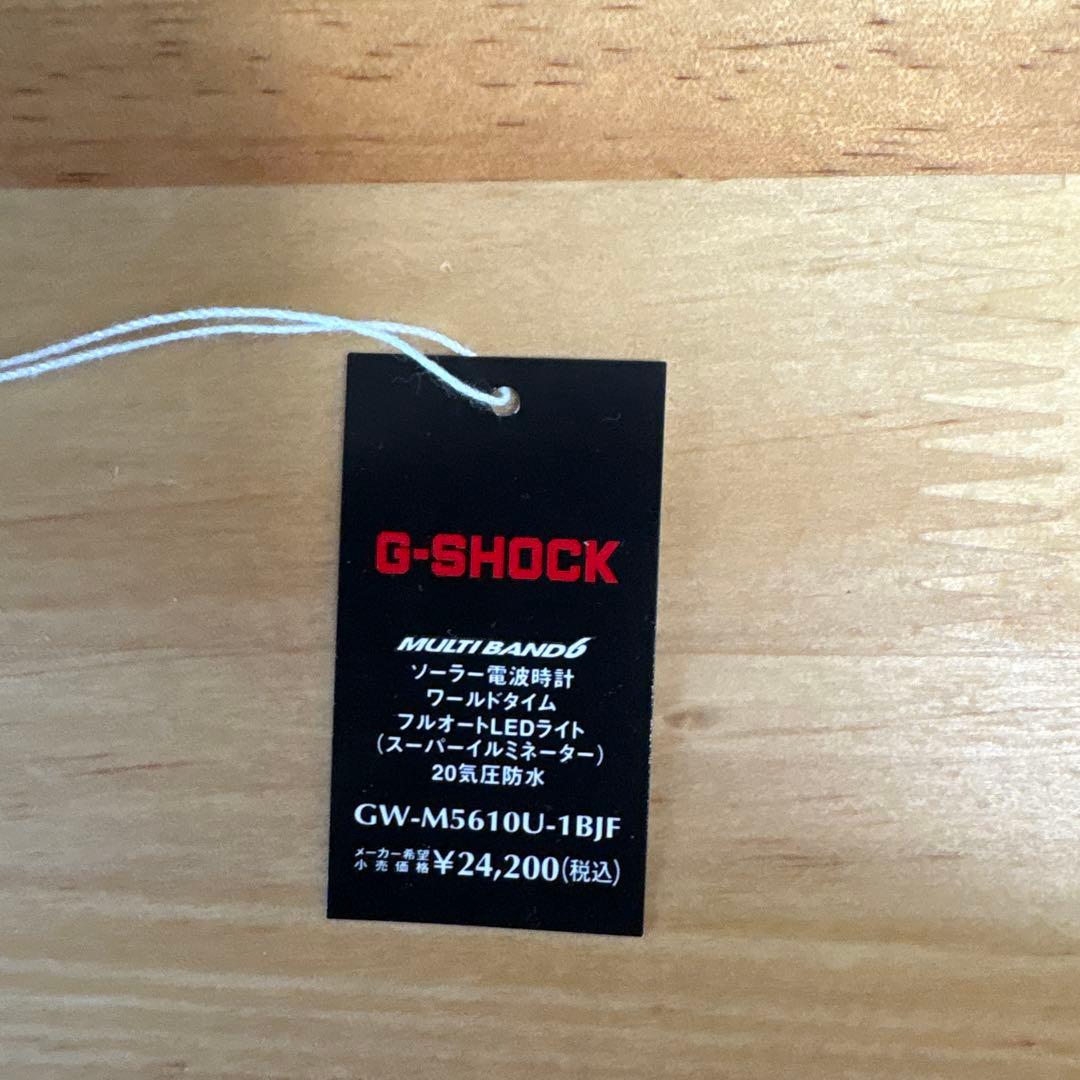 G-SHOCK
MULTI BAND 6
ソーラー電波時計
ワールドタイム
フルオートLEDライト
(スーパーイルミネーター)
20気圧防水
GW-M5610U-1BJF
メーカー希望小売価格 ¥24,200(税込)